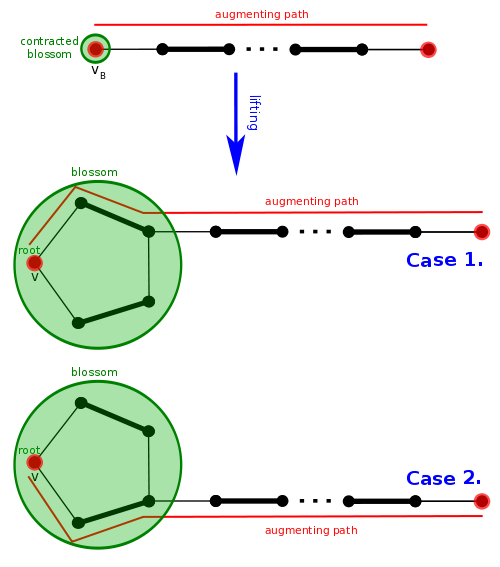 augmenting path
contracted
blossom
v
B
lifting
blossom
augmenting path
root
v
Case 1.
blossom
root
v
Case 2.
augmenting path